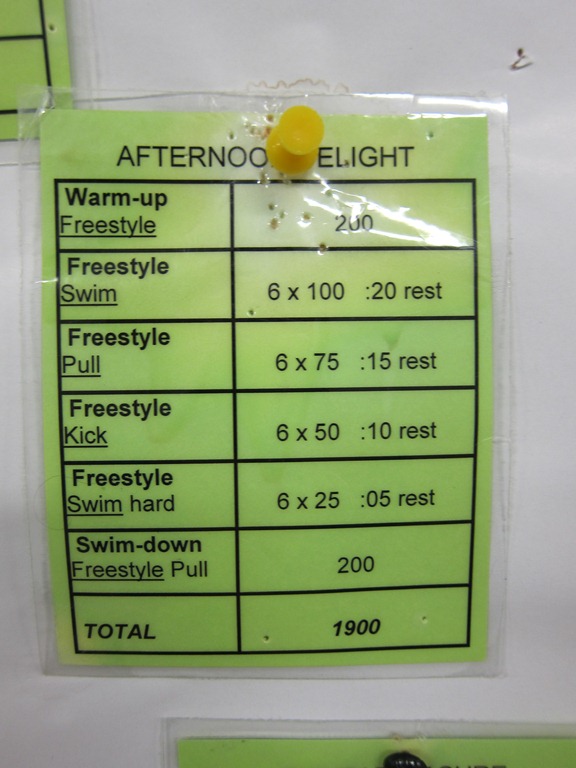 AFTERNOO ELIGHT
Warm-up
Freestyle 200
Freestyle
Swim 6 x 100 :20 rest
Freestyle
Pull 6 x 75 :15 rest
Freestyle
Kick 6 x 50 :10 rest
Freestyle
Swim hard 6 x 25 :05 rest
Swim-down
Freestyle Pull 200
TOTAL 1900